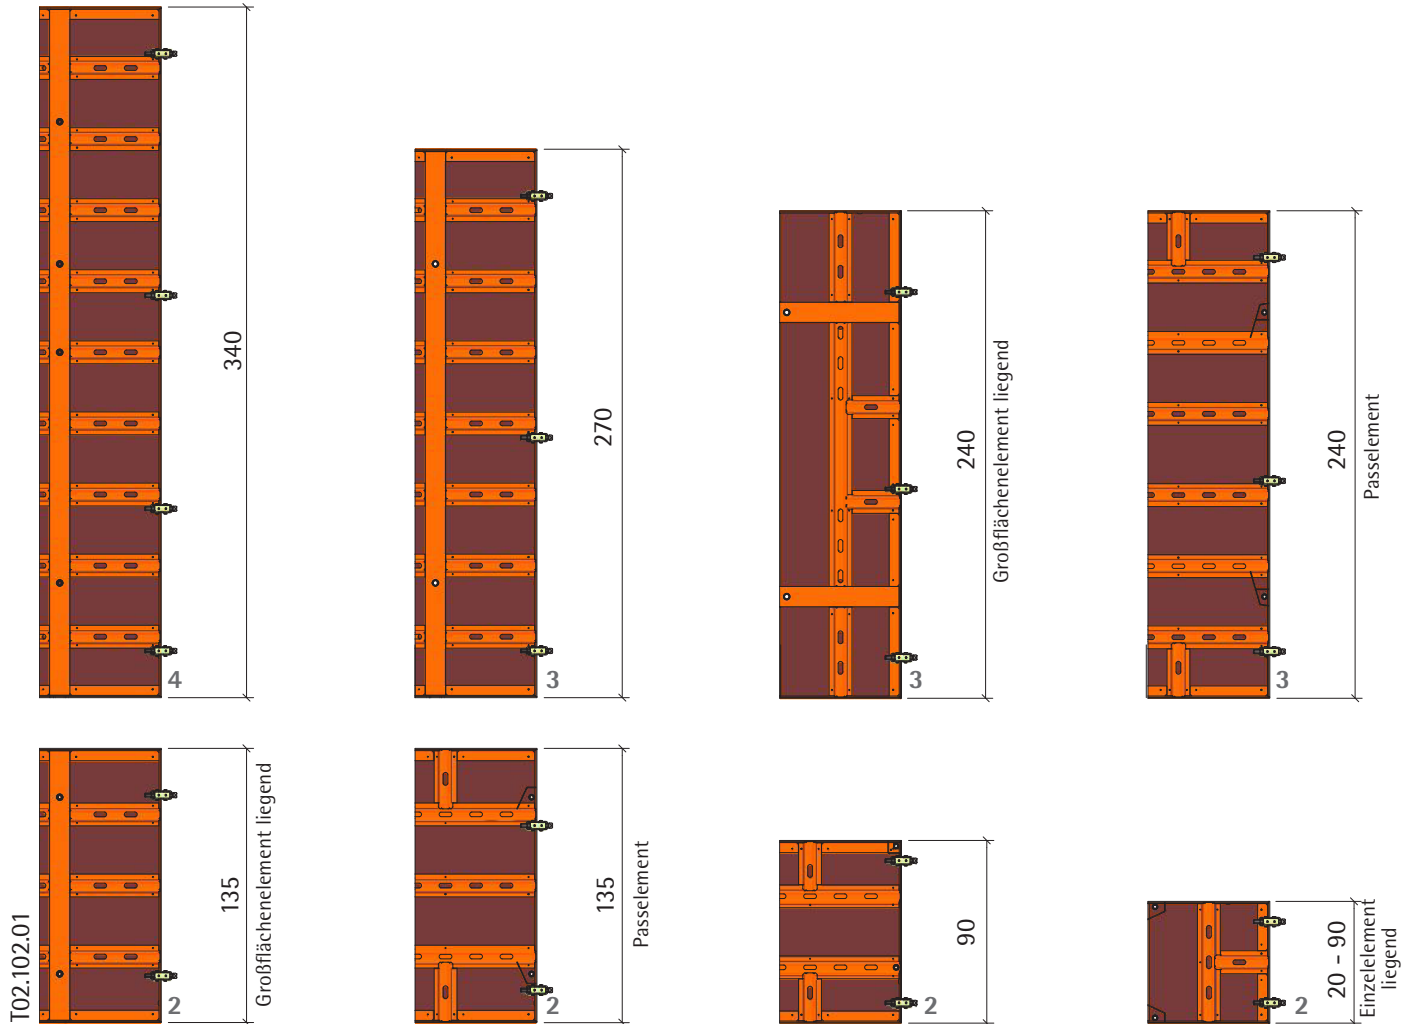 340
4
270
3
240
Großflächenelement liegend
3
240
Passelement
3
T02.102.01
135
Großflächenelement liegend
2
135
Passelement
2
90
2
20 - 90
Einzelelement
liegend
2